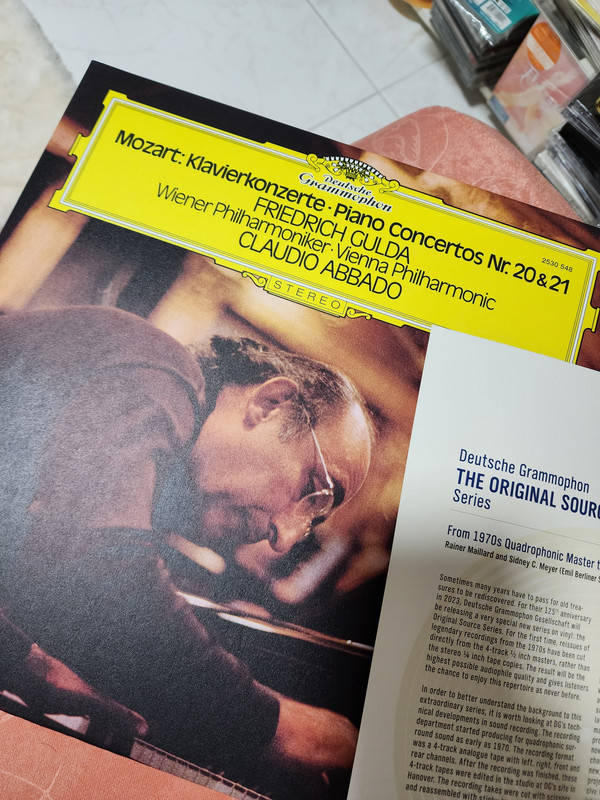 Deutsche
Grammophon
Mozart: Klavierkonzerte · Piano Concertos Nr. 20 & 21
FRIEDRICH GULDA
Wiener Philharmoniker · Vienna Philharmonic
CLAUDIO ABBADO
2530 548
STEREO
Deutsche Grammophon
THE ORIGINAL SOUR
Series
From 1970s Quadrophonic Master t
Rainer Maillard and Sidney C. Meyer (Emil Berliner S
Sometimes many years have to pass for old trea-
sures to be rediscovered. For their 125th anniversary
in 2023, Deutsche Grammophon Gesellschaft will
be releasing a very special new series on vinyl: the
Original Source Series. For the first time, reissues of
legendary recordings from the 1970s have been cut
directly from the 4-track ½ inch masters, rather than
the stereo ¼ inch tape copies. The result will be the
highest possible audiophile quality and gives listeners
the chance to enjoy this repertoire as never before.
In order to better understand the background to this
extraordinary series, it is worth looking at DG's tech-
nical developments in sound recording. The recording
department started producing for quadrophonic sur-
round sound as early as 1970. The recording format
was a 4-track analogue tape with left, right, front and
rear channels. After the recording was finished, these
4-track tapes were edited in the studio at DG's site in
Hanover. The recording takes were cut with scissors
and reassembled with